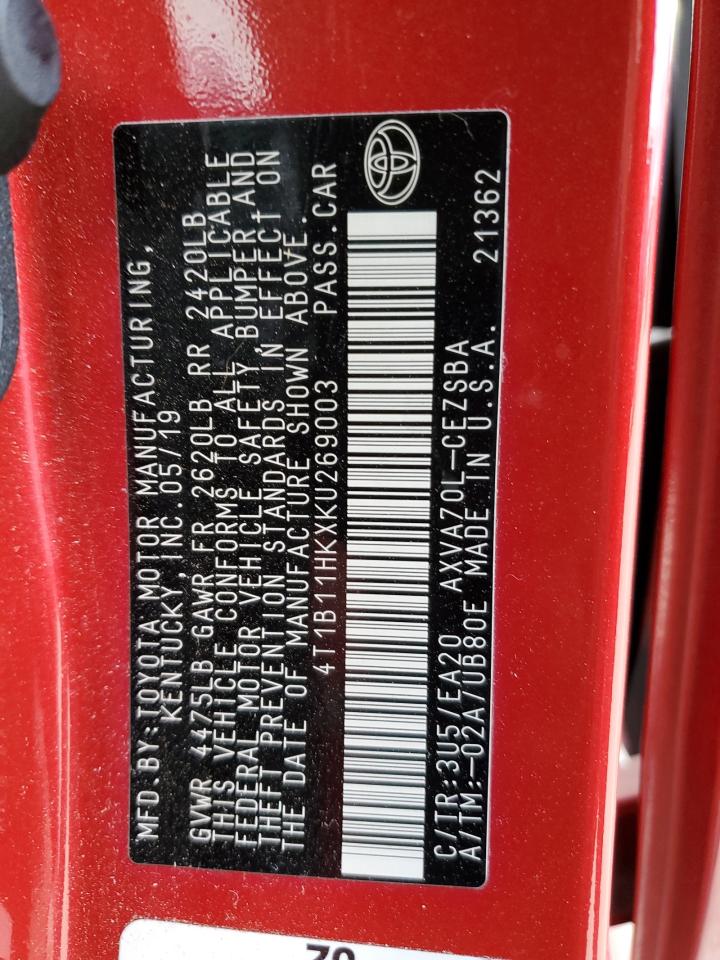 MFD.BY:TOYOTA MOTOR MANUFACTURING,
KENTUCKY, INC.05/19
GVWR 4475LB GAWR FR 2620LB RR 2420LB
THIS VEHICLE CONFORMS TO ALL APPLICABLE
FEDERAL MOTOR VEHICLE SAFETY, BUMPER,AND
THEFT PREVENTION STANDARDS IN EFFECT ON
THE DATE OF MANUFACTURE SHOWN ABOVE.
4T1B11HKXKU269003 PASS.CAR
C/TR:3U5/EA20 AXVA70L-CEZSBA
A/TM:-02A/UB80E MADE IN U.S.A. 21362